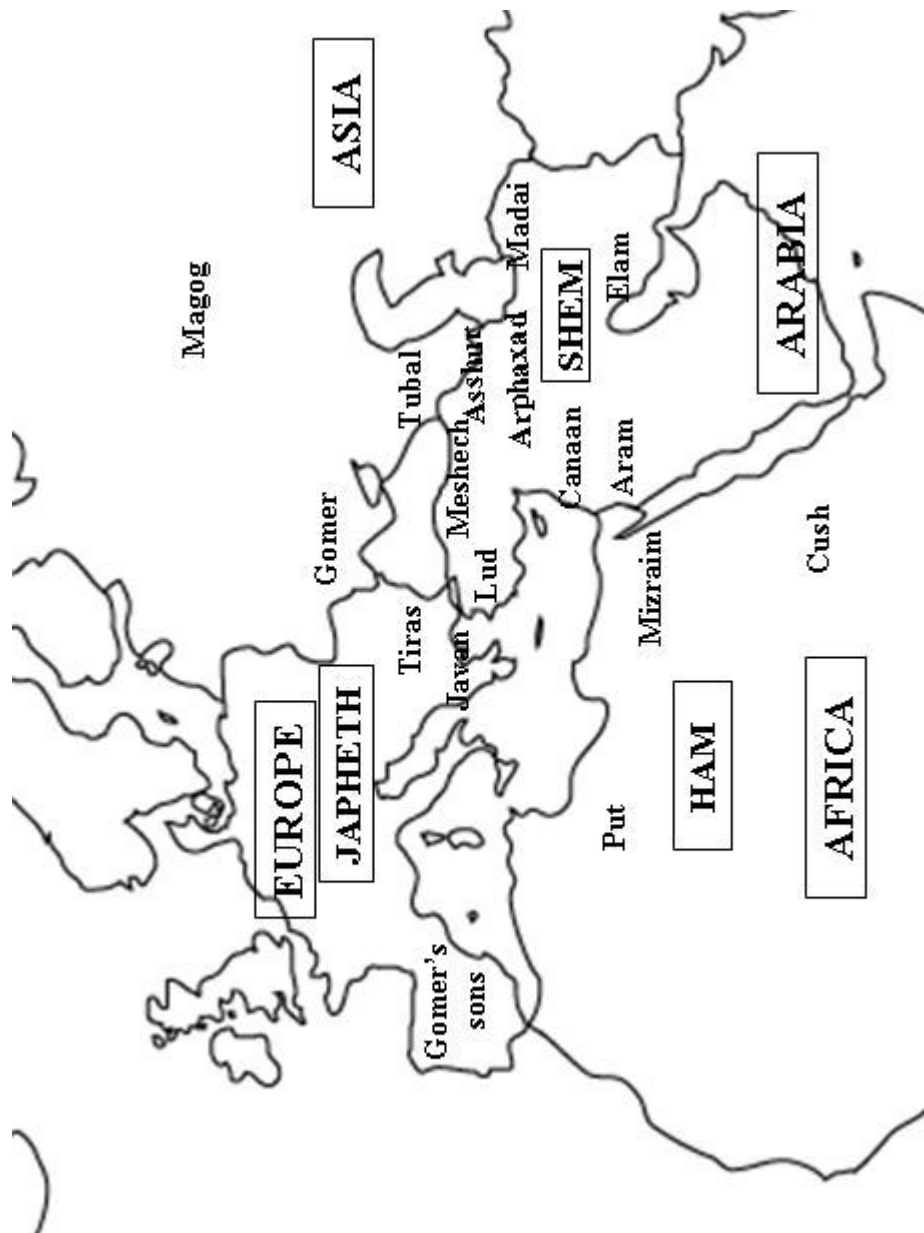 Magog
EUROPE
Gomer
JAPHETH
ASIA
Tiras
Tubal
Gomer's
sons
Javan
Meshech
Asshur
Lud
Arphaxad
Madai
Canaan
SHEM
Put
Aram
Elam
Mizraim
HAM
ARABIA
Cush
AFRICA